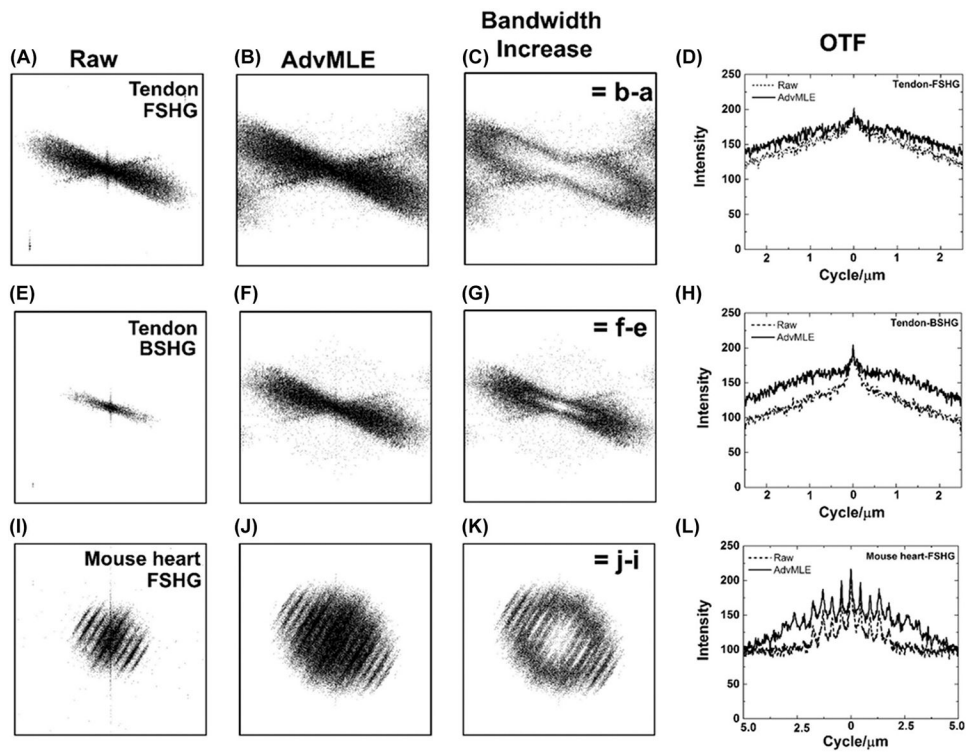 Bandwidth
Increase
Raw
AdvMLE
OTF
(A)
Tendon
FSHG
(B)
(C)
= b-a
(D)
Tendon-FSHG
Raw
AdvMLE
250
200
150
100
50
0
Intensity
2 1 0 1 2
Cycle/μm
(E)
Tendon
BSHG
(F)
(G)
= f-e
(H)
Tendon-BSHG
Raw
AdvMLE
250
200
150
100
50
0
Intensity
2 1 0 1 2
Cycle/μm
(I)
Mouse heart
FSHG
(J)
(K)
= j-i
(L)
Mouse heart-FSHG
Raw
AdvMLE
250
200
150
100
50
0
Intensity
5.0 2.5 0 2.5 5.0
Cycle/μm